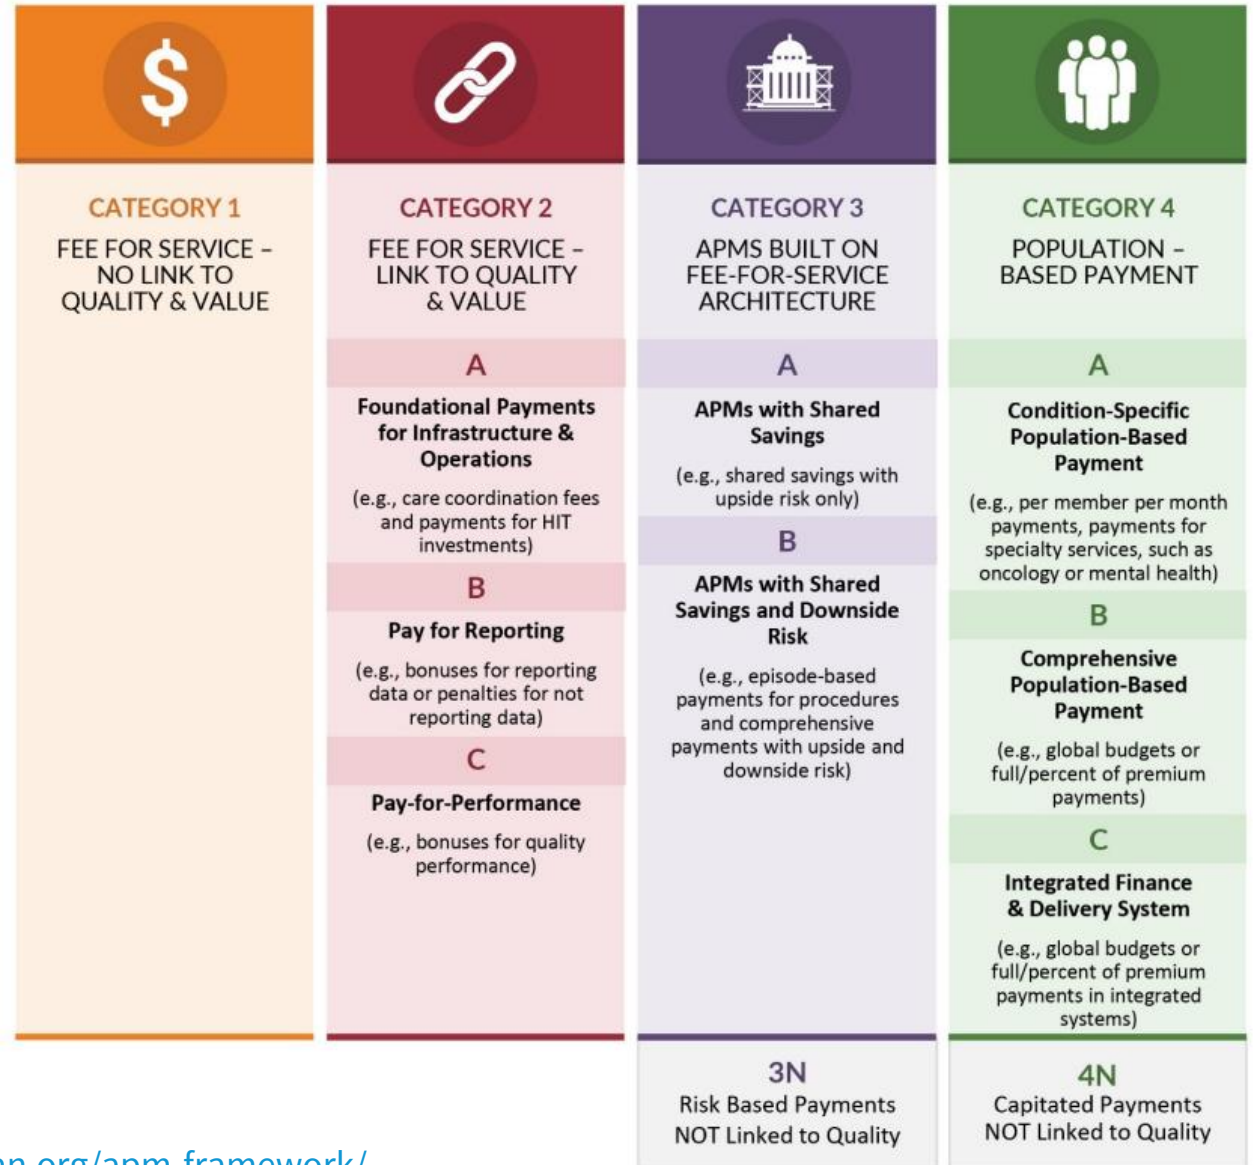 $
CATEGORY 1
FEE FOR SERVICE –
NO LINK TO
QUALITY & VALUE
CATEGORY 2
FEE FOR SERVICE –
LINK TO QUALITY
& VALUE
A
Foundational Payments
for Infrastructure &
Operations
(e.g., care coordination fees
and payments for HIT
investments)
B
Pay for Reporting
(e.g., bonuses for reporting
data or penalties for not
reporting data)
C
Pay-for-Performance
(e.g., bonuses for quality
performance)
CATEGORY 3
APMS BUILT ON
FEE-FOR-SERVICE
ARCHITECTURE
A
APMs with Shared
Savings
(e.g., shared savings with
upside risk only)
B
APMs with Shared
Savings and Downside
Risk
(e.g., episode-based
payments for procedures
and comprehensive
payments with upside and
downside risk)
3N
Risk Based Payments
NOT Linked to Quality
CATEGORY 4
POPULATION –
BASED PAYMENT
A
Condition-Specific
Population-Based
Payment
(e.g., per member per month
payments, payments for
specialty services, such as
oncology or mental health)
B
Comprehensive
Population-Based
Payment
(e.g., global budgets or
full/percent of premium
payments)
C
Integrated Finance
& Delivery System
(e.g., global budgets or
full/percent of premium
payments in integrated
systems)
4N
Capitated Payments
NOT Linked to Quality
.org/apm-framework/